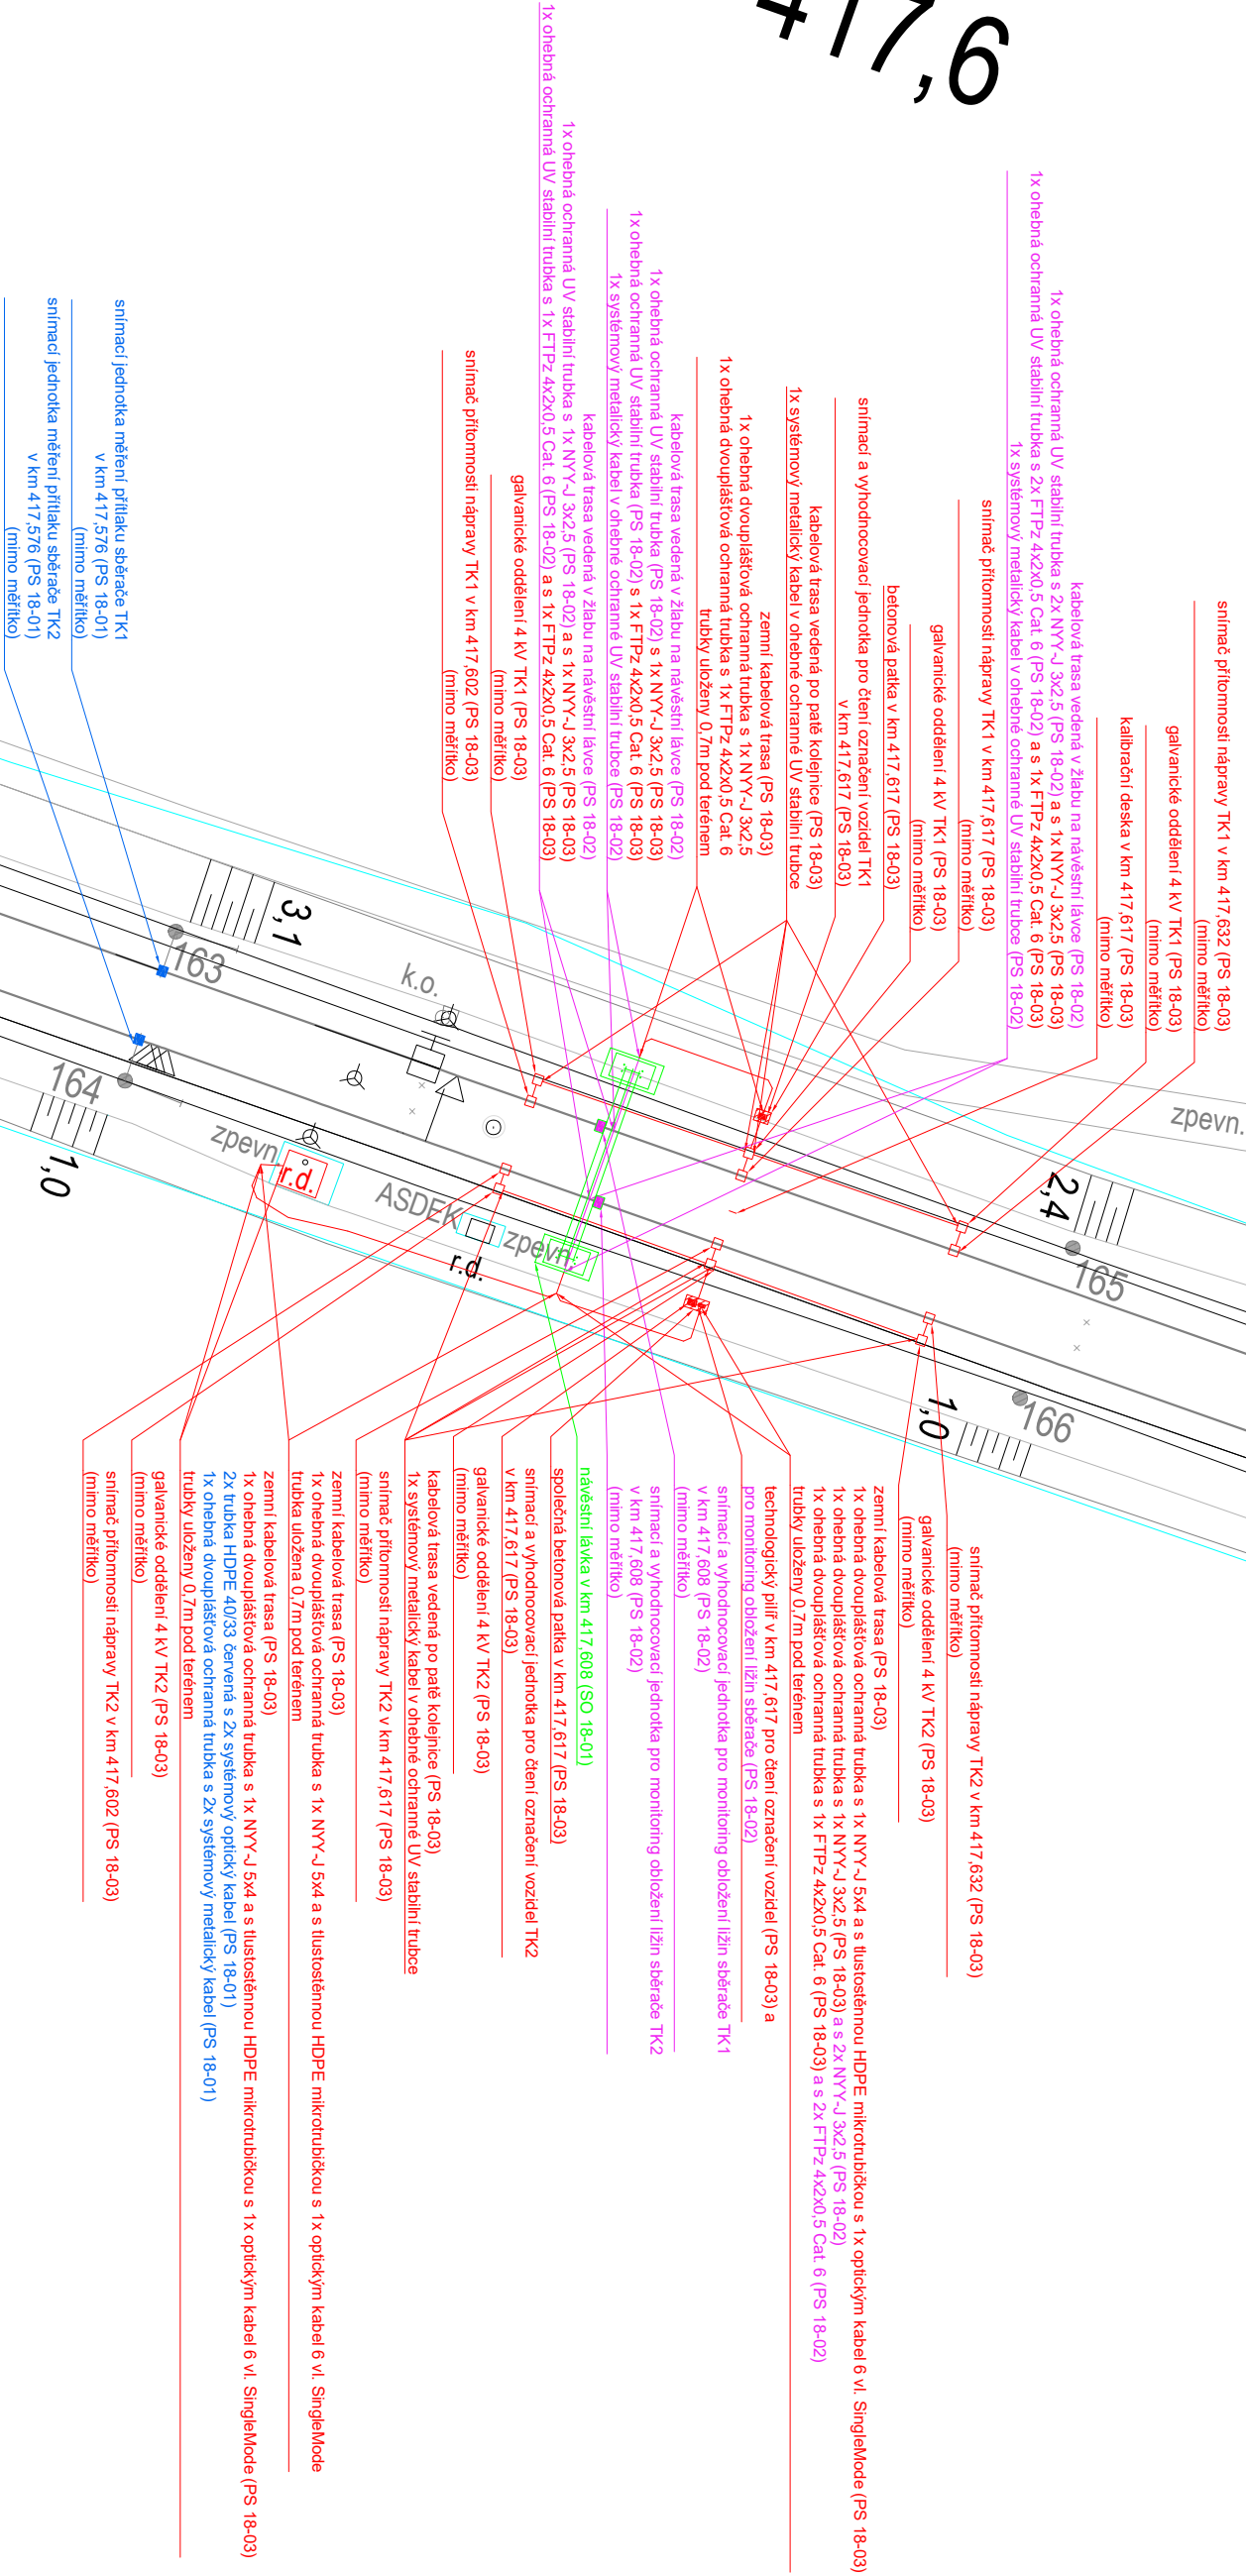 417,6
snímač přítomnosti nápravy TK1 v km 417,632 (PS 18-03)
(mimo měřítko)
galvanické oddělení 4 kV TK1 (PS 18-03)
(mimo měřítko)
kalibrační deska v km 417,617 (PS 18-03)
(mimo měřítko)
kabelová trasa vedená v žlabu na návěstní lávce (PS 18-02)
1x ohebná ochranná UV stabilní trubka s 2x NYY-J 3x2,5 (PS 18-02) a s 1x NYY-J 3x2,5 (PS 18-03)
1x ohebná ochranná UV stabilní trubka s 2x FTPz 4x2x0,5 Cat. 6 (PS 18-02) a s 1x FTPz 4x2x0,5 Cat. 6 (PS 18-03)
1x systémový metalický kabel v ohebné ochranné UV stabilní trubce (PS 18-02)
snímač přítomnosti nápravy TK1 v km 417,617 (PS 18-03)
(mimo měřítko)
galvanické oddělení 4 kV TK1 (PS 18-03)
(mimo měřítko)
betonová patka v km 417,617 (PS 18-03)
snímací a vyhodnocovací jednotka pro čtení označení vozidel TK1
v km 417,617 (PS 18-03)
kabelová trasa vedená po patě kolejnice (PS 18-03)
1x systémový metalický kabel v ohebné ochranné UV stabilní trubce
zemní kabelová trasa (PS 18-03)
1x ohebná dvouplášťová ochranná trubka s 1x NYY-J 3x2,5
1x ohebná dvouplášťová ochranná trubka s 1x FTPz 4x2x0,5 Cat. 6
trubky uloženy 0,7m pod terénem
kabelová trasa vedená v žlabu na návěstní lávce (PS 18-02)
1x ohebná ochranná UV stabilní trubka (PS 18-02) s 1x NYY-J 3x2,5 (PS 18-03)
1x ohebná ochranná UV stabilní trubka (PS 18-02) s 1x FTPz 4x2x0,5 Cat. 6 (PS 18-03)
1x systémový metalický kabel v ohebné ochranné UV stabilní trubce (PS 18-02)
kabelová trasa vedená v žlabu na návěstní lávce (PS 18-02)
1x ohebná ochranná UV stabilní trubka s 1x NYY-J 3x2,5 (PS 18-02) a s 1x NYY-J 3x2,5 (PS 18-03)
1x ohebná ochranná UV stabilní trubka s 1x FTPz 4x2x0,5 Cat. 6 (PS 18-02) a s 1x FTPz 4x2x0,5 Cat. 6 (PS 18-03)
galvanické oddělení 4 kV TK1 (PS 18-03)
(mimo měřítko)
snímač přítomnosti nápravy TK1 v km 417,602 (PS 18-03)
(mimo měřítko)
snímací jednotka měření přítlaku sběrače TK1
v km 417,576 (PS 18-01)
(mimo měřítko)
snímací jednotka měření přítlaku sběrače TK2
v km 417,576 (PS 18-01)
(mimo měřítko)
zpevn.
2,4
165
3,1
163
k.o.
164
1,0
zpevn.
r.d.
ASDEK
zpevn.
r.d.
166
1,0
snímač přítomnosti nápravy TK2 v km 417,632 (PS 18-03)
(mimo měřítko)
galvanické oddělení 4 kV TK2 (PS 18-03)
(mimo měřítko)
zemní kabelová trasa (PS 18-03)
1x ohebná dvouplášťová ochranná trubka s 1x NYY-J 5x4 a s tlustostěnnou HDPE mikrotrubičkou s 1x optickým kabel 6 vl. SingleMode (PS 18-03)
1x ohebná dvouplášťová ochranná trubka s 1x NYY-J 3x2,5 (PS 18-03) a s 2x NYY-J 3x2,5 (PS 18-02)
1x ohebná dvouplášťová ochranná trubka s 1x FTPz 4x2x0,5 Cat. 6 (PS 18-03) a s 2x FTPz 4x2x0,5 Cat. 6 (PS 18-02)
trubky uloženy 0,7m pod terénem
technologický pilíř v km 417,617 pro čtení označení vozidel (PS 18-03) a
pro monitoring obložení ližin sběrače (PS 18-02)
snímací a vyhodnocovací jednotka pro monitoring obložení ližin sběrače TK1
v km 417,608 (PS 18-02)
(mimo měřítko)
snímací a vyhodnocovací jednotka pro monitoring obložení ližin sběrače TK2
v km 417,608 (PS 18-02)
(mimo měřítko)
návěstní lávka v km 417,608 (SO 18-01)
společná betonová patka v km 417,617 (PS 18-03)
snímací a vyhodnocovací jednotka pro čtení označení vozidel TK2
v km 417,617 (PS 18-03)
galvanické oddělení 4 kV TK2 (PS 18-03)
(mimo měřítko)
kabelová trasa vedená po patě kolejnice (PS 18-03)
1x systémový metalický kabel v ohebné ochranné UV stabilní trubce
snímač přítomnosti nápravy TK2 v km 417,617 (PS 18-03)
(mimo měřítko)
zemní kabelová trasa (PS 18-03)
1x ohebná dvouplášťová ochranná trubka s 1x NYY-J 5x4 a s tlustostěnnou HDPE mikrotrubičkou s 1x optickým kabel 6 vl. SingleMode
trubka uložena 0,7m pod terénem
zemní kabelová trasa (PS 18-03)
1x ohebná dvouplášťová ochranná trubka s 1x NYY-J 5x4 a s tlustostěnnou HDPE mikrotrubičkou s 1x optickým kabel 6 vl. SingleMode (PS 18-03)
2x trubka HDPE 40/33 červená s 2x systémový optický kabel (PS 18-01)
1x ohebná dvouplášťová ochranná trubka s 2x systémový metalický kabel (PS 18-01)
trubky uloženy 0,7m pod terénem
galvanické oddělení 4 kV TK2 (PS 18-03)
(mimo měřítko)
snímač přítomnosti nápravy TK2 v km 417,602 (PS 18-03)
(mimo měřítko)